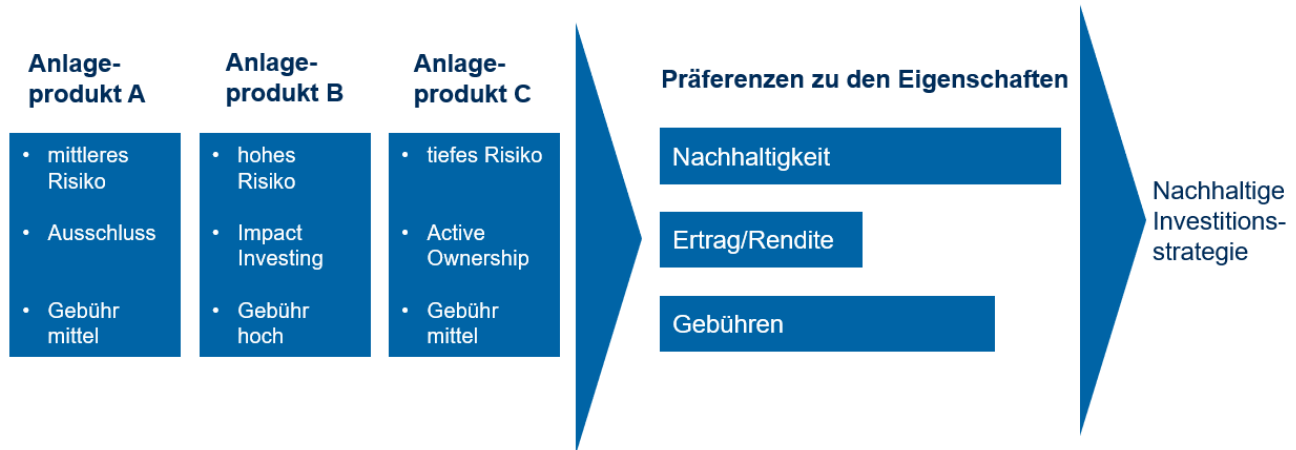 Anlage-
produkt A
• mittleres
Risiko
• Ausschluss
• Gebühr
mittel
Anlage-
produkt B
• hohes
Risiko
• Impact
Investing
• Gebühr
hoch
Anlage-
produkt C
• tiefes Risiko
• Active
Ownership
• Gebühr
mittel
Präferenzen zu den Eigenschaften
Nachhaltigkeit
Ertrag/Rendite
Gebühren
Nachhaltige
Investitions-
strategie